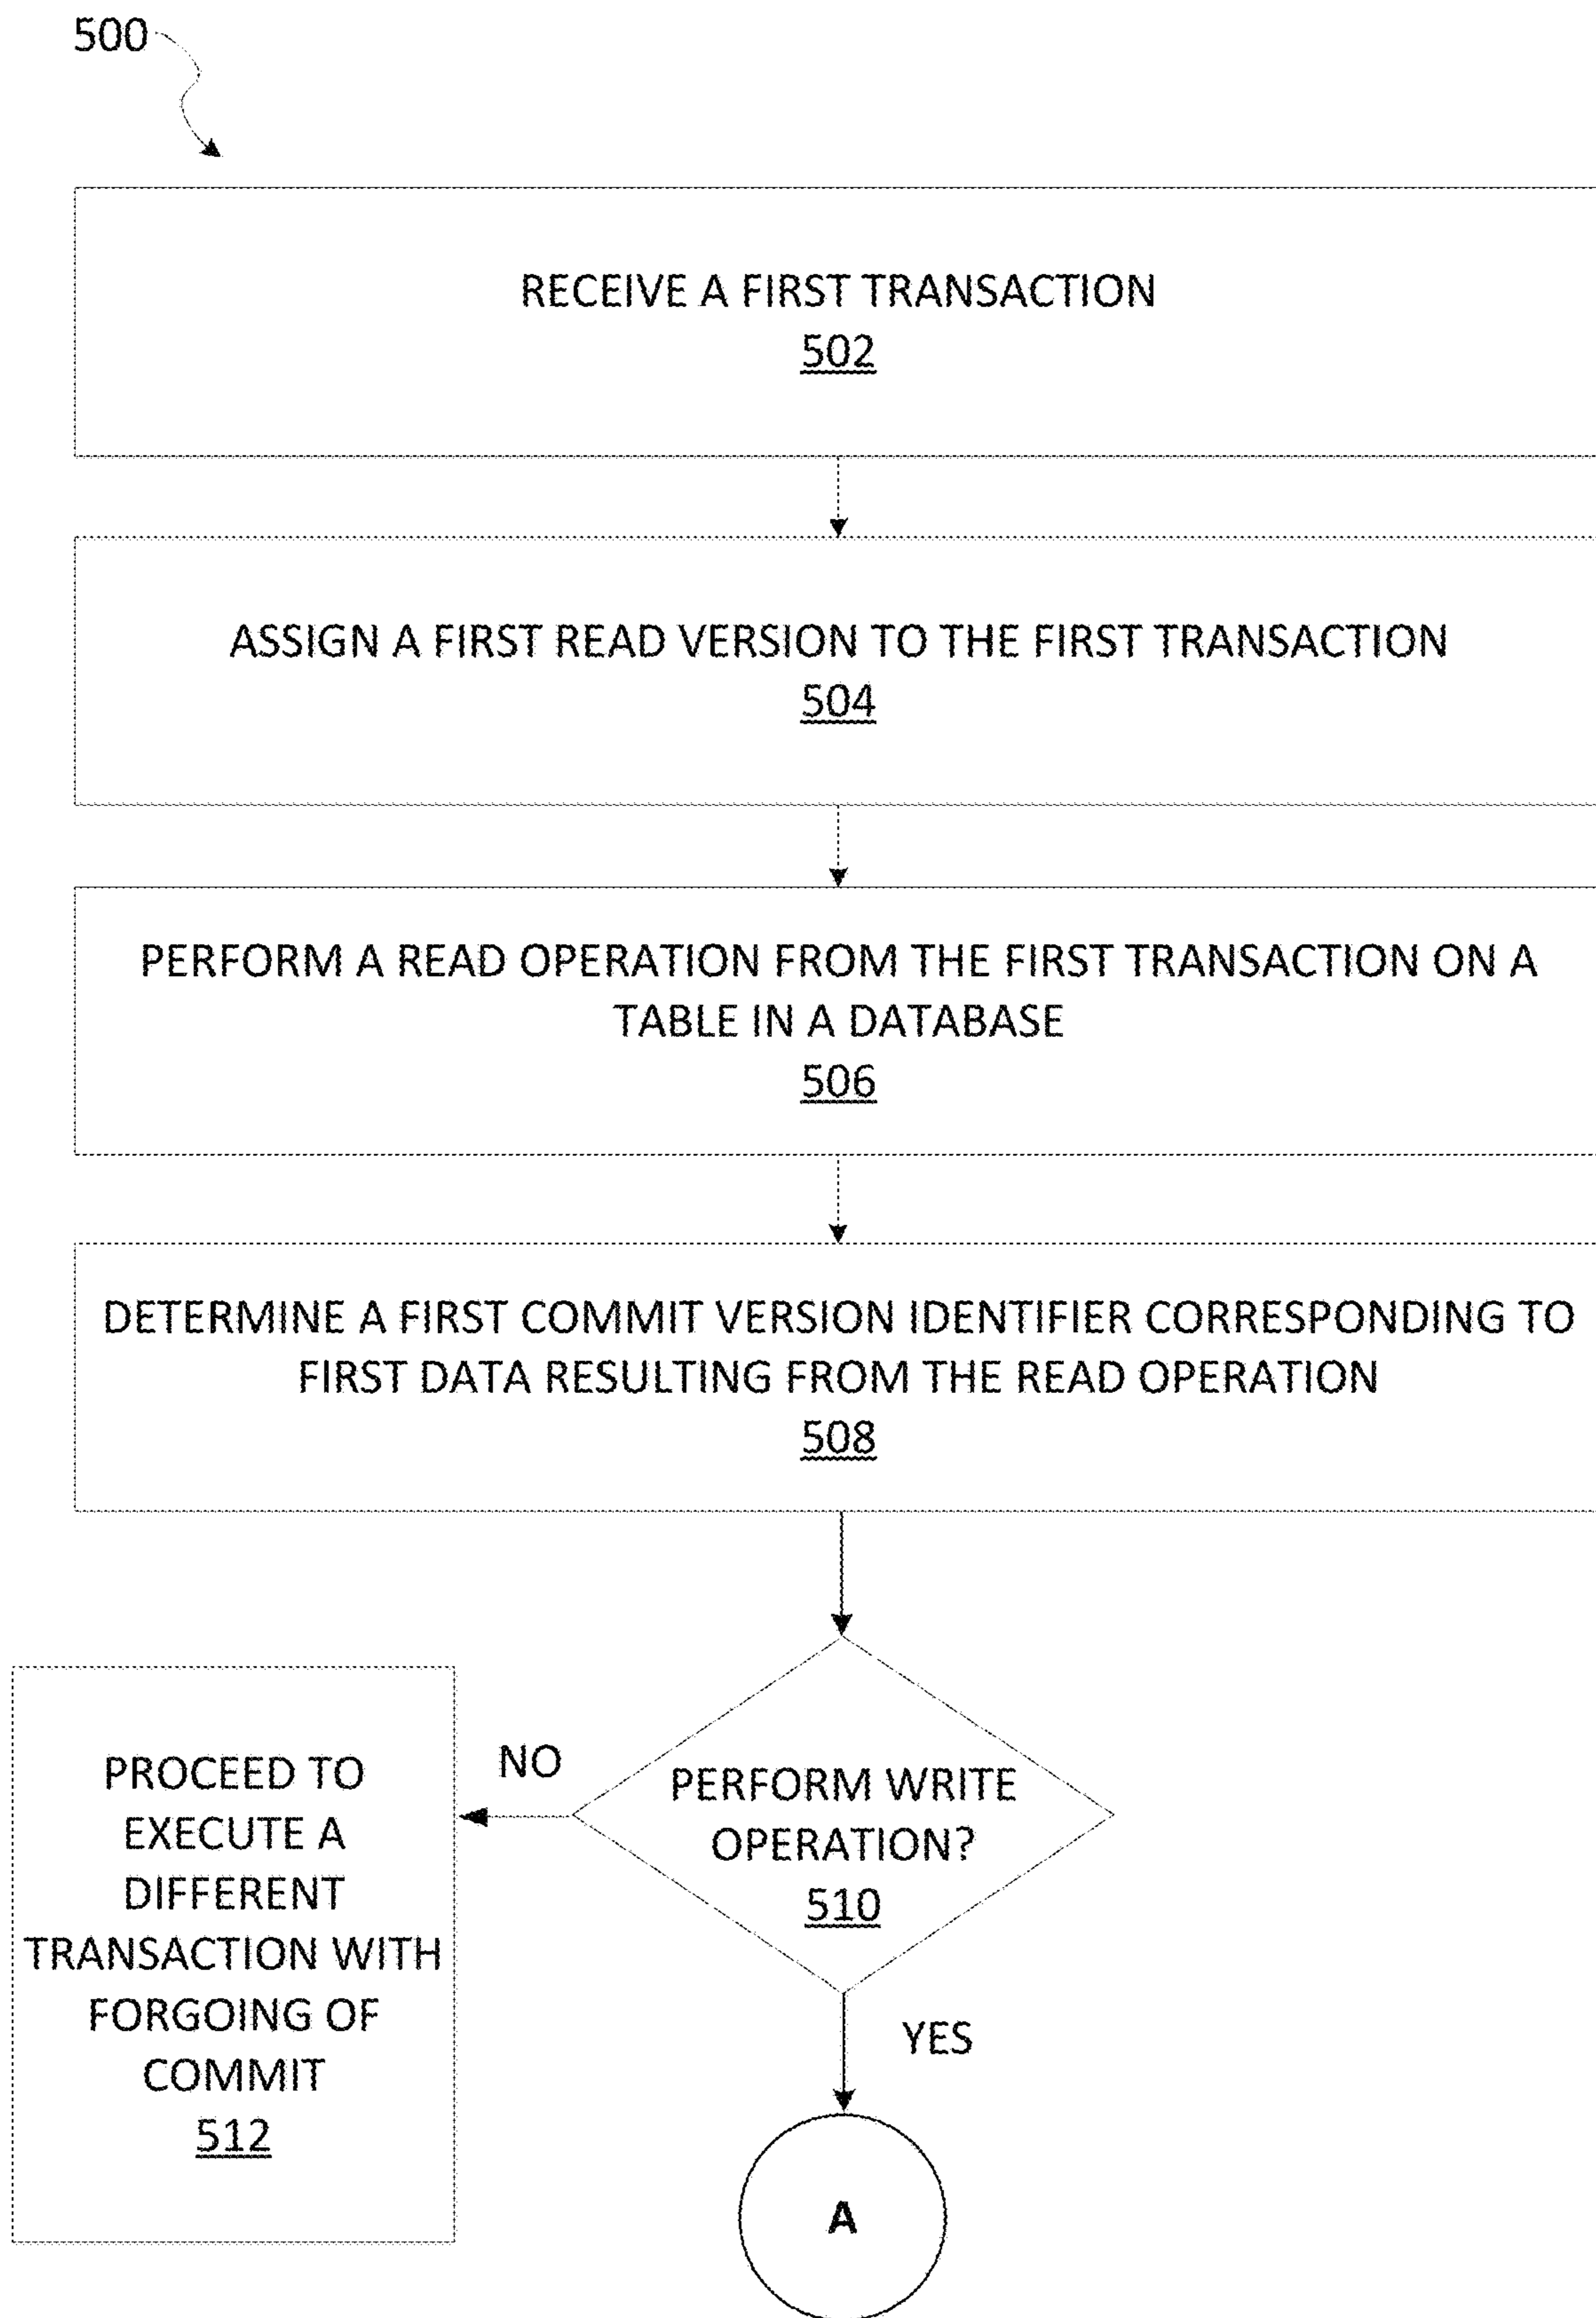 500
RECEIVE A FIRST TRANSACTION
502
ASSIGN A FIRST READ VERSION TO THE FIRST TRANSACTION
504
PERFORM A READ OPERATION FROM THE FIRST TRANSACTION ON A
TABLE IN A DATABASE
506
DETERMINE A FIRST COMMIT VERSION IDENTIFIER CORRESPONDING TO
FIRST DATA RESULTING FROM THE READ OPERATION
508
PERFORM WRITE
OPERATION?
510
NO
PROCEED TO
EXECUTE A
DIFFERENT
TRANSACTION WITH
FORGOING OF
COMMIT
512
YES
A